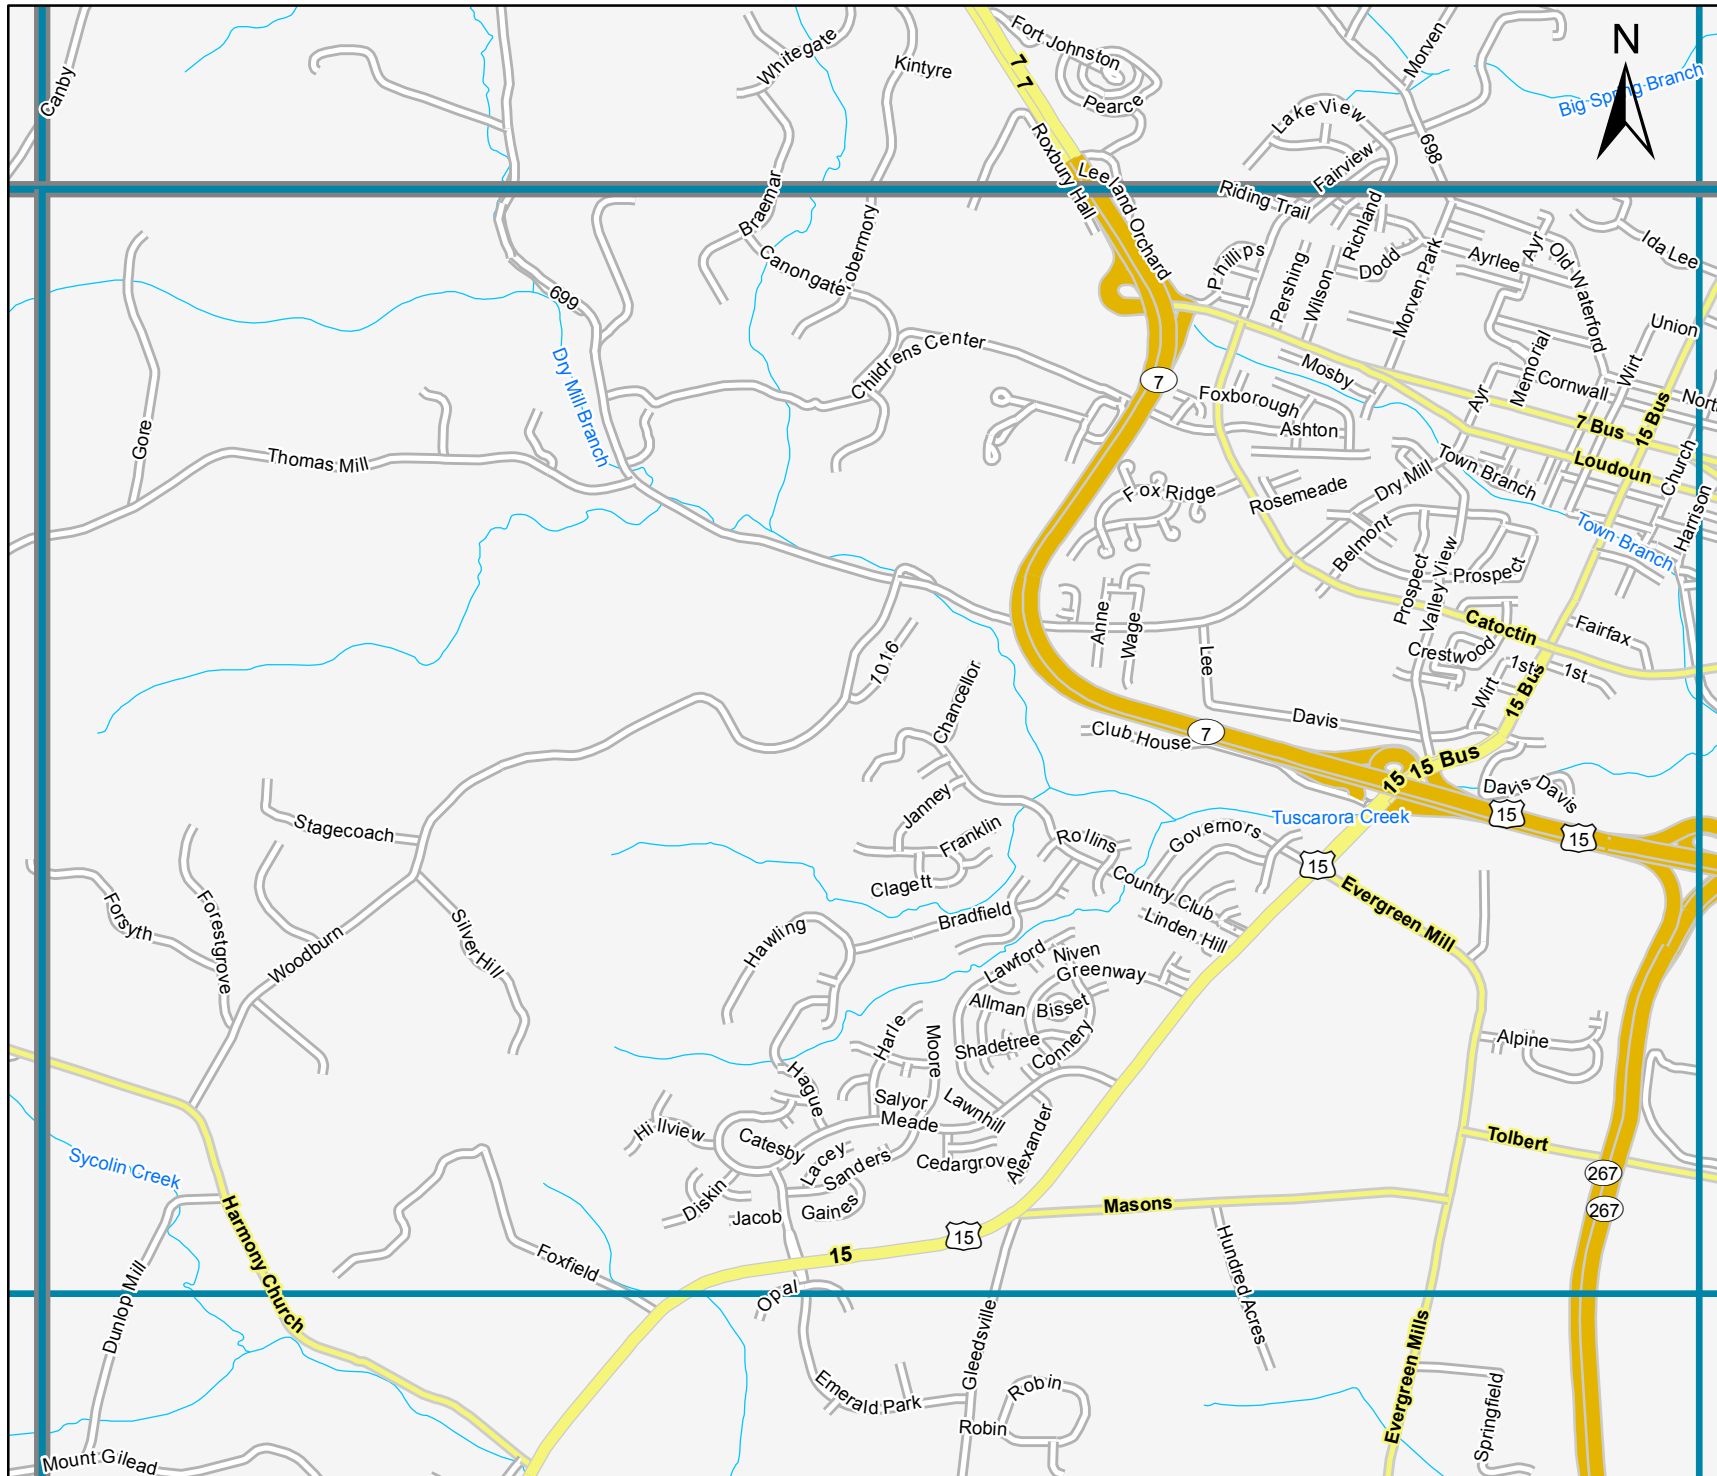 Canby
Whitegate
Kintyre
Fort Johnston
7
7
Pearce
Morven
N
Big Spring Branch
Lake View
698
Roxbury Hall
Leeland Orchard
Fairview
Riding Trail
Richland
Braemar
Tobermory
Canongate
Phillips
Pershing
Wilson
Dodd
Morven Park
Ayrlee
Ayr
Old Waterford
Ida Lee
699
Union
Dry Mill Branch
Childrens Center
7
Mosby
Foxborough
Ashton
Ayr
Memorial
Cornwall
Wirt
15 Bus
7 Bus
Loudoun
Church
Harrison
Gore
Thomas Mill
Fox Ridge
Rosemeade
Dry Mill
Town Branch
Town Branch
Belmont
Prospect
Valley View
Prospect
Anne
Wage
Lee
Catoctin
Fairfax
Crestwood
1st
1st
Wirt
15 Bus
1016
Chancellor
Club House
7
Davis
15
15 Bus
Davis
Davis
15
15
Tuscarora Creek
Stagecoach
Janney
Franklin
Clagett
Rollins
Governors
15
Country Club
Linden Hill
Evergreen Mill
Forsyth
Forestgrove
Woodburn
Silver Hill
Hawling
Bradfield
Lawford
Niven
Greenway
Allman
Bisset
Shadetree
Connery
Harle
Moore
Alpine
Hague
Salyor
Meade
Lawnhill
Alexander
Hillview
Catesby
Lacey
Sanders
Cedargrove
Tolbert
Sycolin Creek
Diskin
Jacob
Gaines
Masons
267
267
Harmony Church
15
15
Hundred Acres
Foxfield
Opal
Dunlop Mill
Gleedsville
Evergreen Mills
Emerald Park
Robin
Robin
Springfield
Mount Gilead